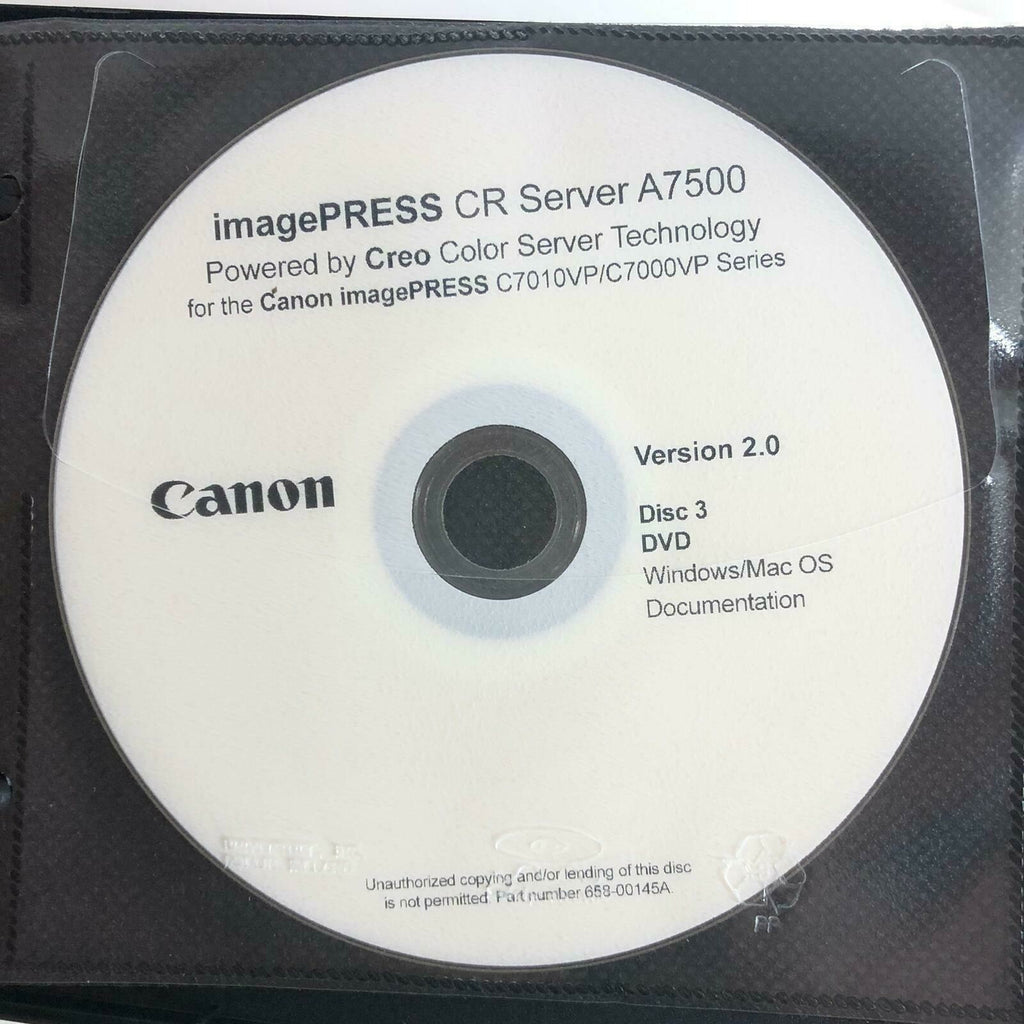 imagePRESS CR Server A7500
Powered by Creo Color Server Technology
for the Canon imagePRESS C7010VP/C7000VP Series
Canon
Version 2.0
Disc 3
DVD
Windows/Mac OS
Documentation
Unauthorized copying and/or lending of this disc
is not permitted. Part number 658-00145A.
PP